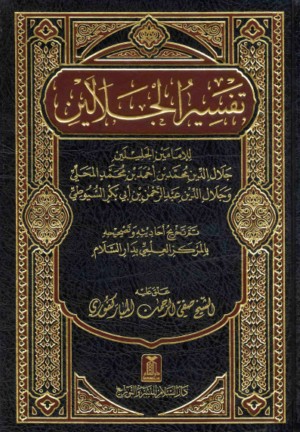 تفسير الجلالين
للإمامين الجليلين
جلال الدين محمد بن أحمد بن محمد المحلي
وجلال الدين عبد الرحمن بن أبي بكر السيوطي
تم تخريج أحاديثه وتصحيحه
بالمركز العلمي بدار السلام
علق عليه
الشيخ صفي الرحمن المباركفوري
دار السلام للنشر والتوزيع